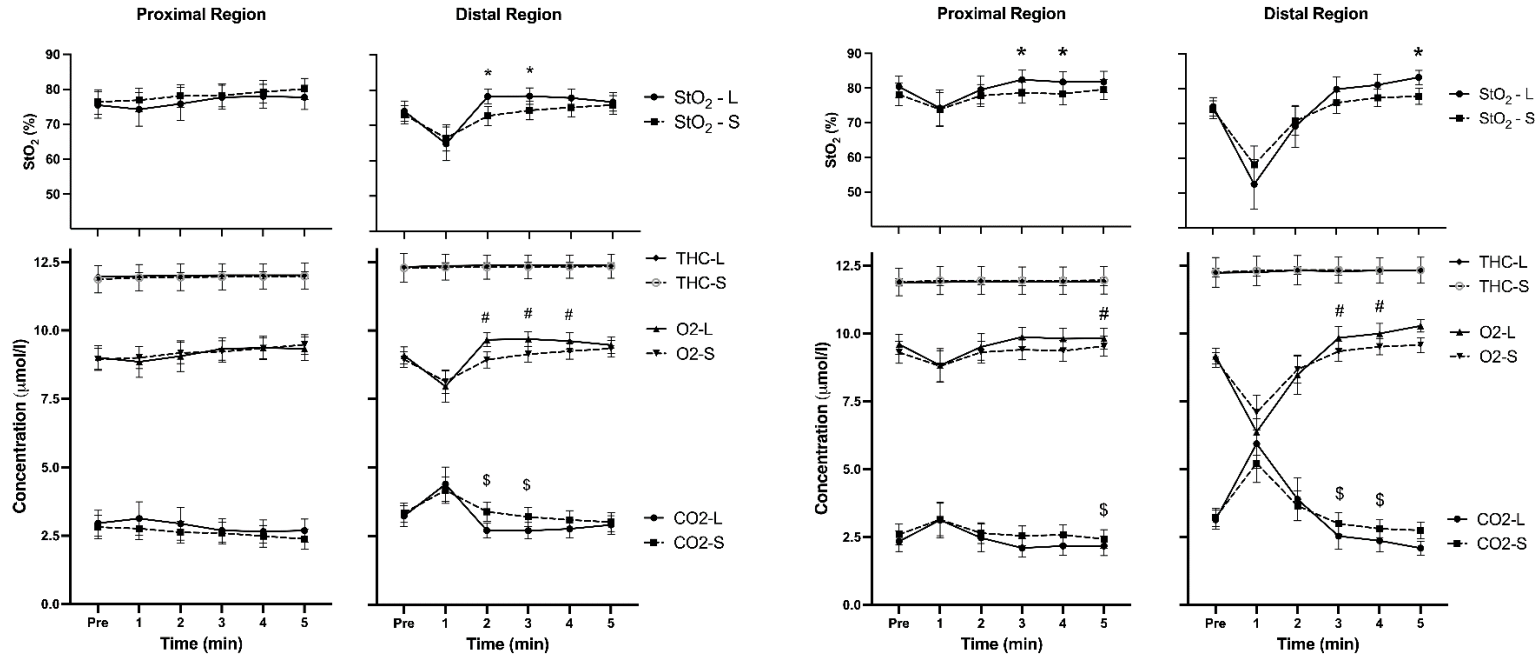 Proximal Region
Distal Region
90
80
70
60
50
StO₂ (%)
* *
StO₂ - L
StO₂ - S
12.5
10.0
7.5
5.0
2.5
0.0
Concentration (μmol/l)
# # #
$ $
THC-L
THC-S
O2-L
O2-S
CO2-L
CO2-S
Pre 1 2 3 4 5
Time (min)
Pre 1 2 3 4 5
Time (min)
Proximal Region
Distal Region
90
80
70
60
50
StO₂ (%)
* *
*
StO₂ - L
StO₂ - S
12.5
10.0
7.5
5.0
2.5
0.0
Concentration (μmol/l)
#
$
# #
$ $
THC-L
THC-S
O2-L
O2-S
CO2-L
CO2-S
Pre 1 2 3 4 5
Time (min)
Pre 1 2 3 4 5
Time (min)